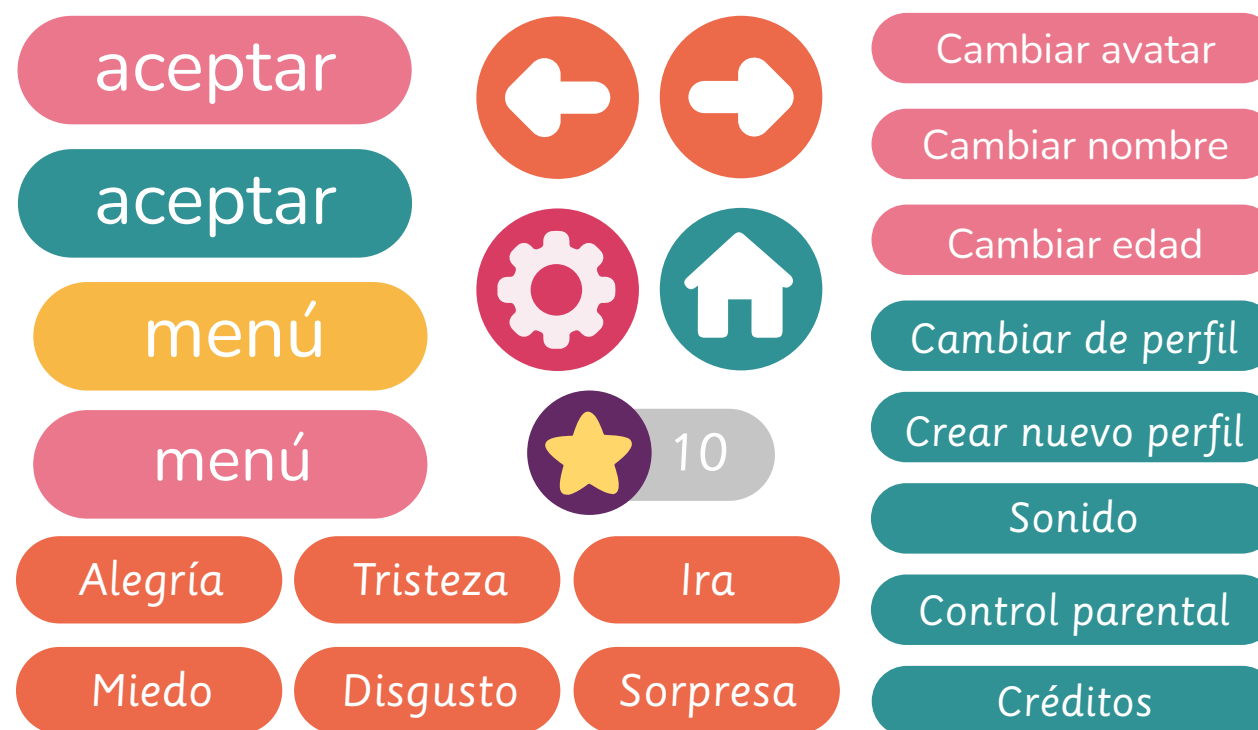 aceptar
aceptar
menú
menú
10
Alegría
Tristeza
Ira
Miedo
Disgusto
Sorpresa
Cambiar avatar
Cambiar nombre
Cambiar edad
Cambiar de perfil
Crear nuevo perfil
Sonido
Control parental
Créditos